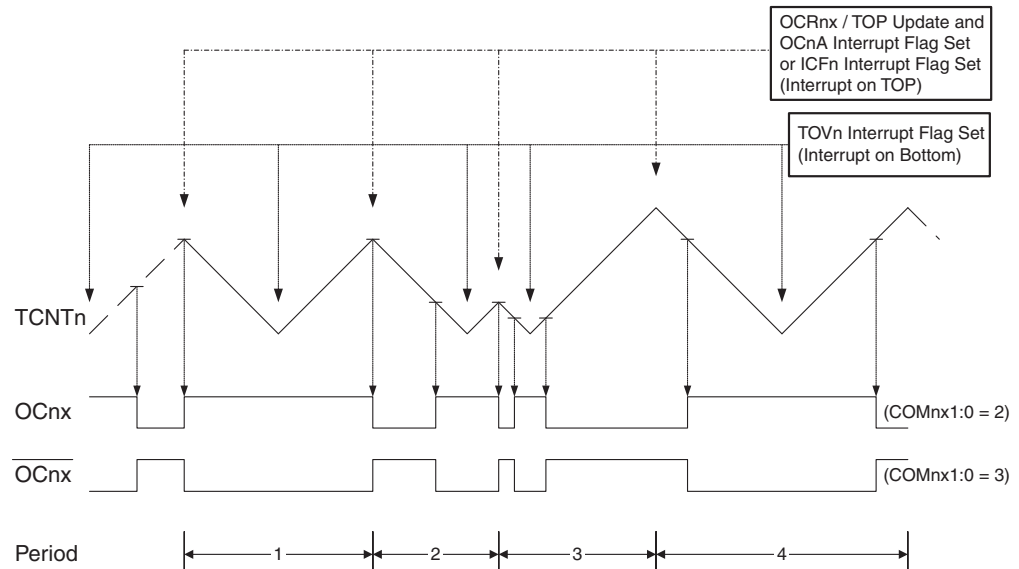 OCRnx / TOP Update and
OCnA Interrupt Flag Set
or ICFn Interrupt Flag Set
(Interrupt on TOP)
TOVn Interrupt Flag Set
(Interrupt on Bottom)
TCNTn
OCnx
(COMnx1:0 = 2)
OCnx
(COMnx1:0 = 3)
Period
1
2
3
4